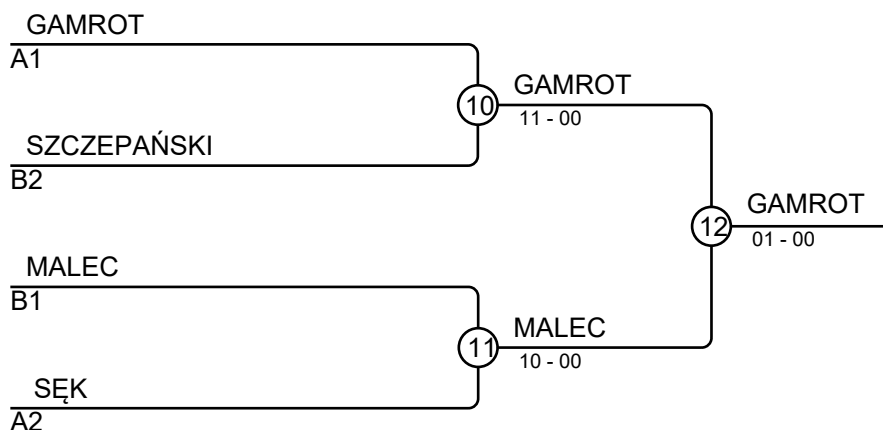 GAMROT
A1
10
GAMROT
11 - 00
SZCZEPAŃSKI
B2
12
GAMROT
01 - 00
MALEC
B1
11
MALEC
10 - 00
SĘK
A2